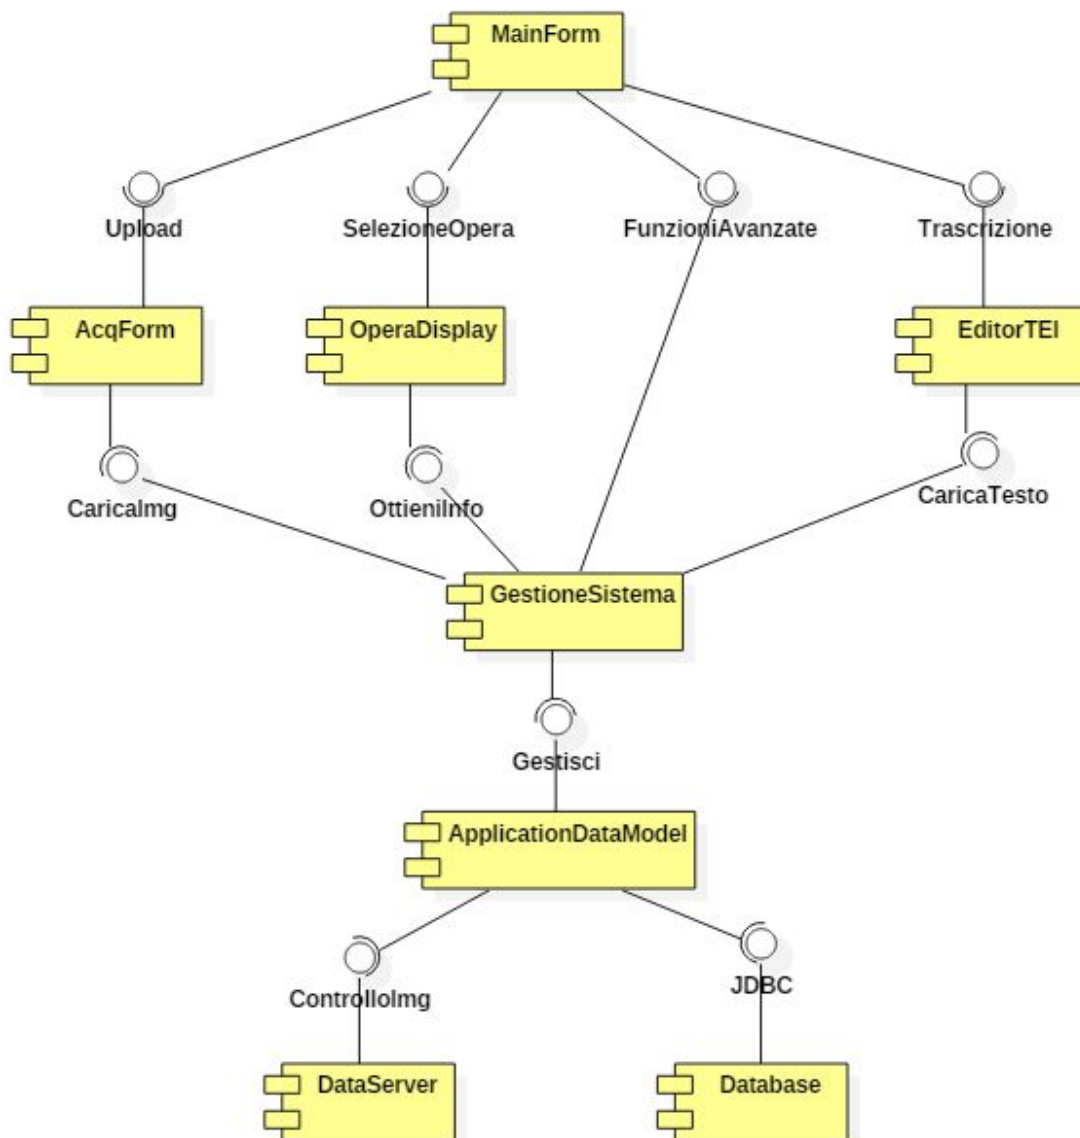 MainForm
Upload
SelezioneOpera
FunzioniAvanzate
Trascrizione
AcqForm
OperaDisplay
EditorTEI
CaricaImg
OttieniInfo
CaricaTesto
GestioneSistema
Gestisci
ApplicationDataModel
ControlloImg
JDBC
DataServer
Database